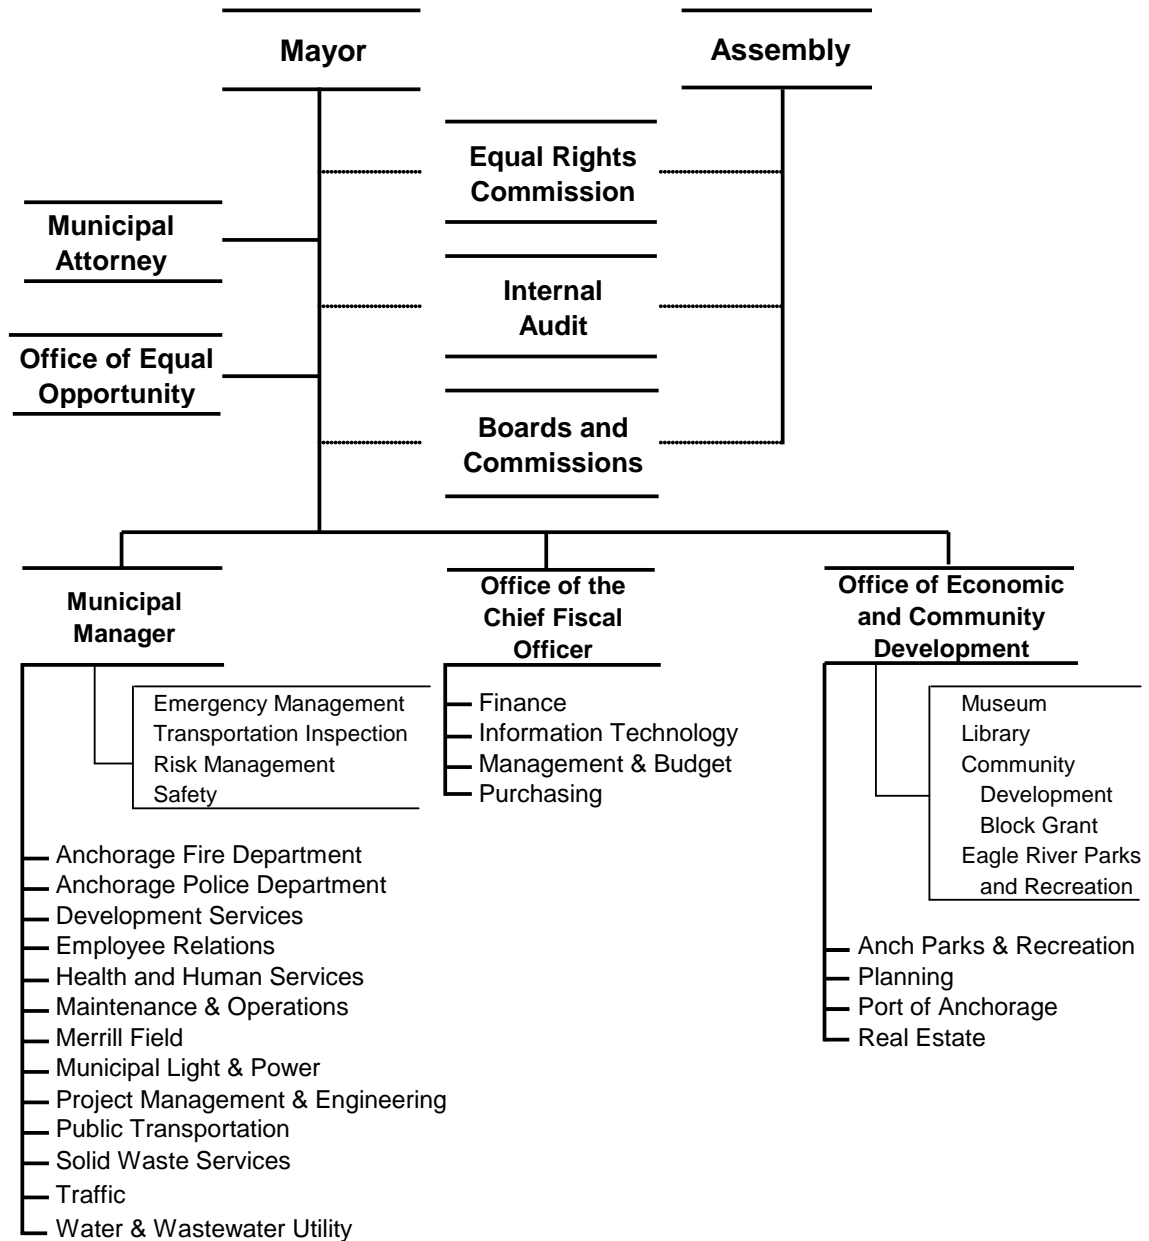 Mayor
Assembly
Equal Rights
Commission
Municipal
Attorney
Internal
Audit
Office of Equal
Opportunity
Boards and
Commissions
Municipal
Manager
Office of the
Chief Fiscal
Officer
Office of Economic
and Community
Development
Emergency Management
Transportation Inspection
Risk Management
Safety
Finance
Information Technology
Management & Budget
Purchasing
Museum
Library
Community
Development
Block Grant
Eagle River Parks
and Recreation
Anchorage Fire Department
Anchorage Police Department
Development Services
Employee Relations
Health and Human Services
Maintenance & Operations
Merrill Field
Municipal Light & Power
Project Management & Engineering
Public Transportation
Solid Waste Services
Traffic
Water & Wastewater Utility
Anch Parks & Recreation
Planning
Port of Anchorage
Real Estate